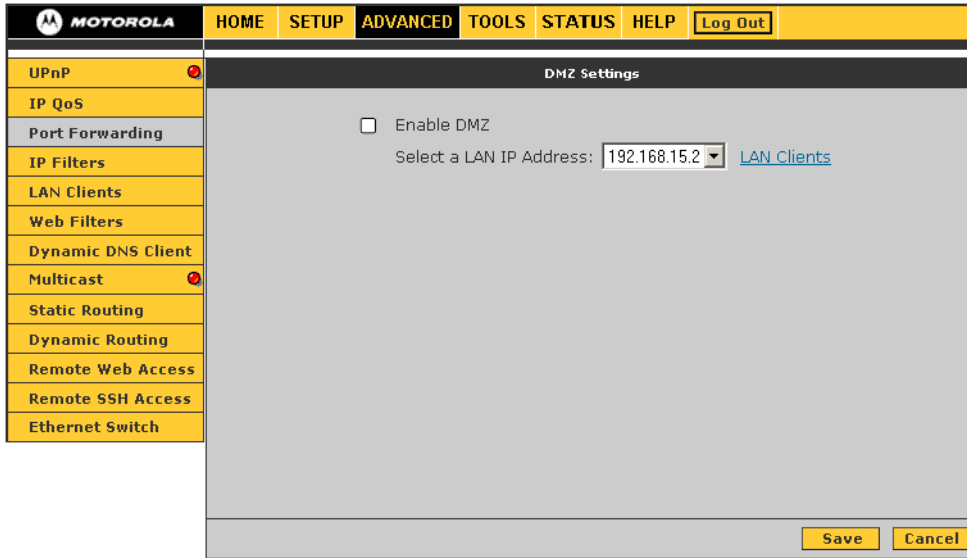 MOTOROLA HOME SETUP ADVANCED TOOLS STATUS HELP Log Out
UPnP
IP QoS
Port Forwarding
IP Filters
LAN Clients
Web Filters
Dynamic DNS Client
Multicast
Static Routing
Dynamic Routing
Remote Web Access
Remote SSH Access
Ethernet Switch
DMZ Settings
Enable DMZ
Select a LAN IP Address: 192.168.15.2 LAN Clients
Save Cancel